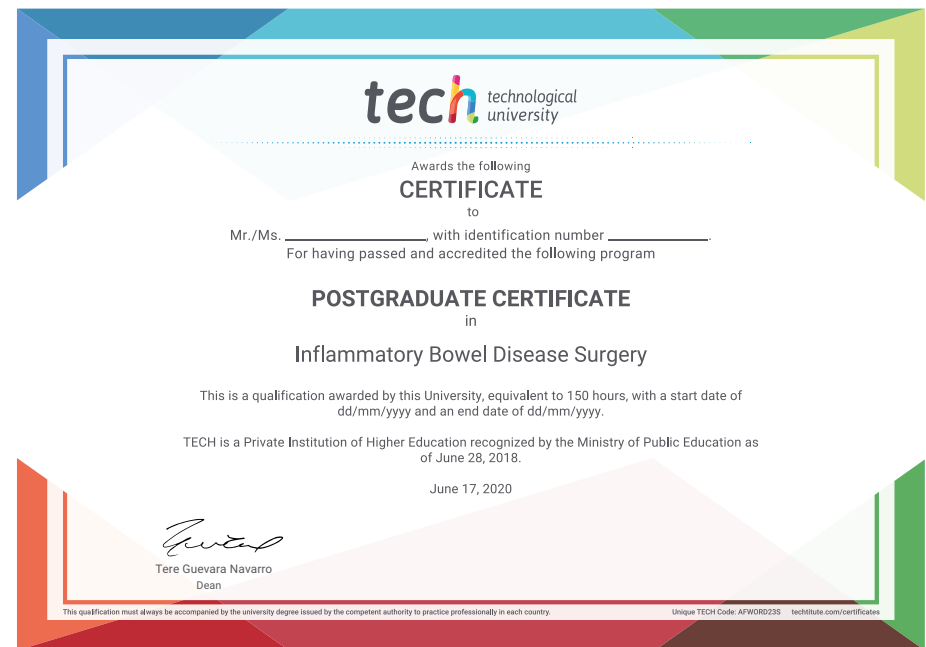 tech technological
university
Awards the following
CERTIFICATE
to
Mr./Ms. ____________________, with identification number ______________.
For having passed and accredited the following program
POSTGRADUATE CERTIFICATE
in
Inflammatory Bowel Disease Surgery
This is a qualification awarded by this University, equivalent to 150 hours, with a start date of
dd/mm/yyyy and an end date of dd/mm/yyyy.
TECH is a Private Institution of Higher Education recognized by the Ministry of Public Education as
of June 28, 2018.
June 17, 2020
Tere Guevara Navarro
Dean
This qualification must always be accompanied by the university degree issued by the competent authority to practice professionally in each country. Unique TECH Code: AFWORD23S techtitute.com/certificates